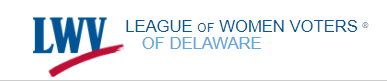 LWV
LEAGUE OF WOMEN VOTERS ®
OF DELAWARE